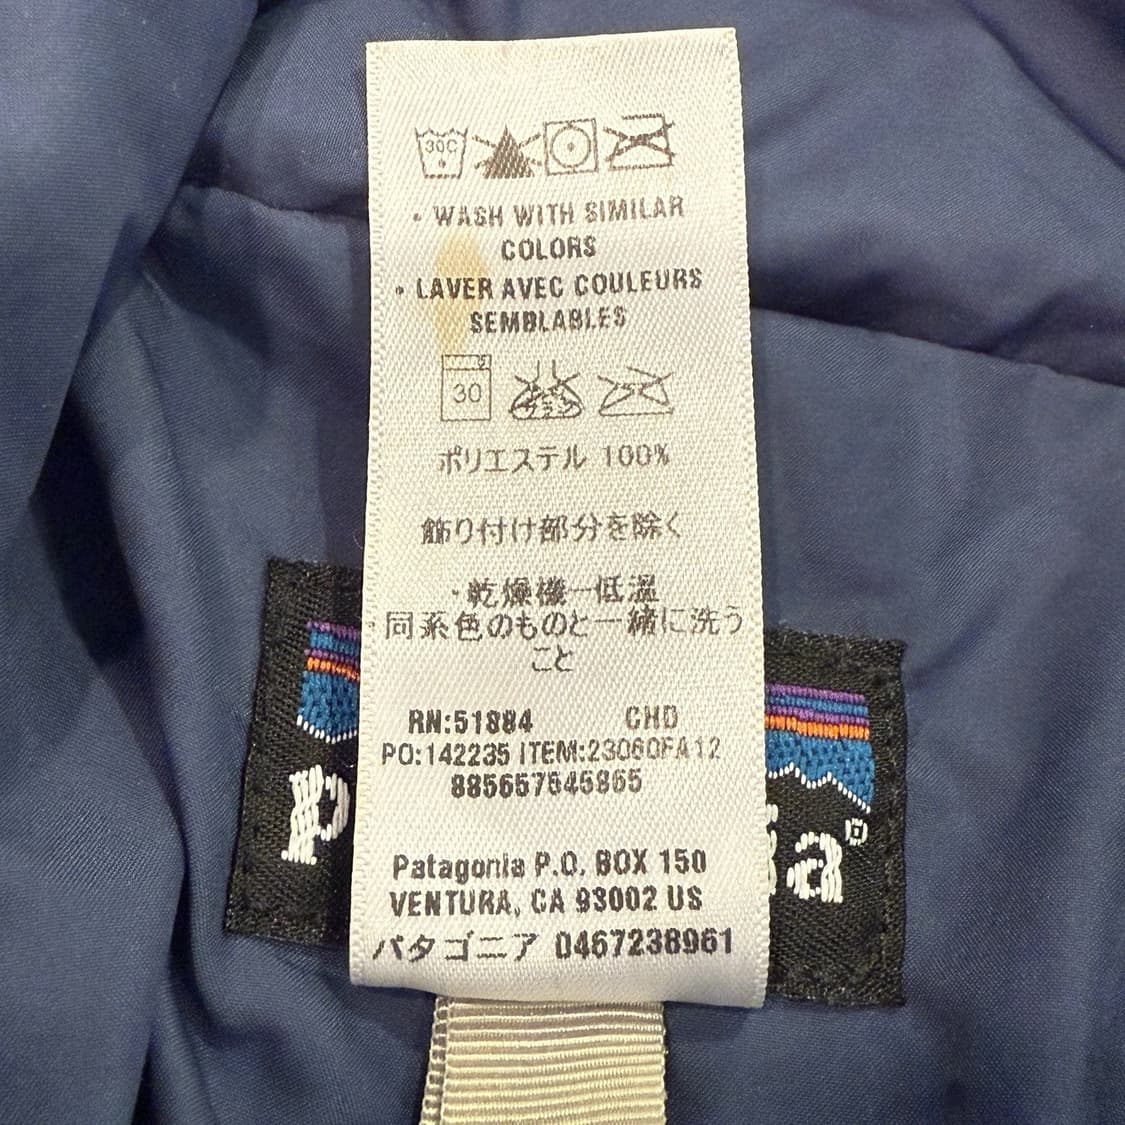 30C
• WASH WITH SIMILAR
COLORS
• LAVER AVEC COULEURS
SEMBLABLES
30
ポリエステル 100%
飾り付け部分を除く
・乾燥機一低温
・同系色のものと一緒に洗う
こと
RN:51884 CHD
PO:142235 ITEM:23060FA12
885657545865
Patagonia P.O. BOX 150
VENTURA, CA 93002 US
パタゴニア 0467238961
p
ia®